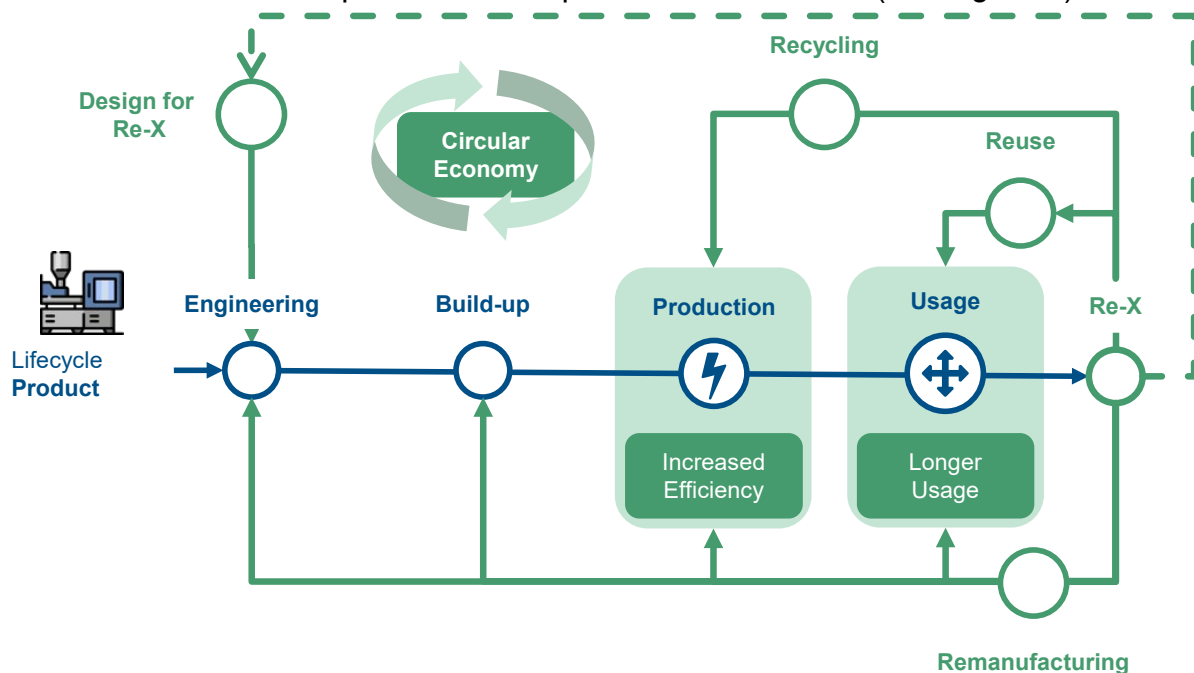 Recycling
Design for
Re-X
Circular
Economy
Reuse
Engineering
Build-up
Production
Usage
Re-X
Lifecycle
Product
Increased
Efficiency
Longer
Usage
Remanufacturing